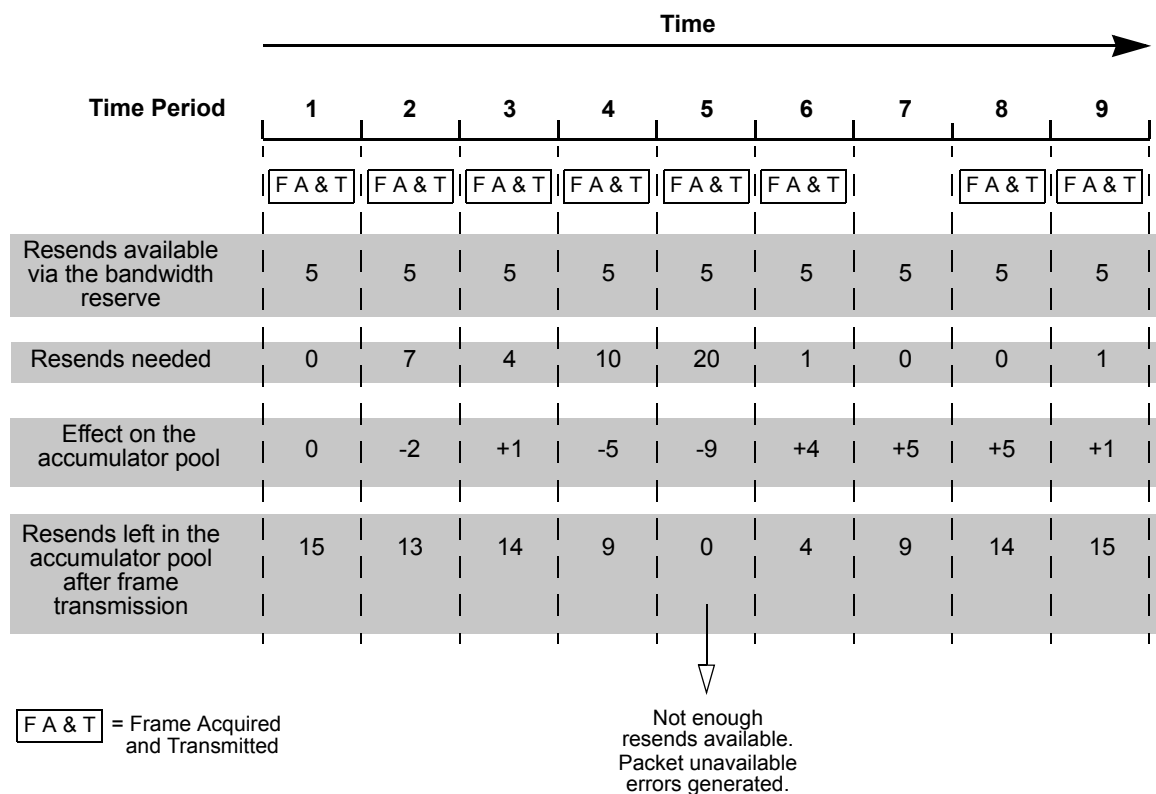 Time
Time Period 1 2 3 4 5 6 7 8 9
F A & T F A & T F A & T F A & T F A & T F A & T F A & T F A & T
Resends available
via the bandwidth
reserve
5 5 5 5 5 5 5 5 5
Resends needed 0 7 4 10 20 1 0 0 1
Effect on the
accumulator pool
0 -2 +1 -5 -9 +4 +5 +5 +1
Resends left in the
accumulator pool
after frame
transmission
15 13 14 9 0 4 9 14 15
F A & T = Frame Acquired
and Transmitted
Not enough
resends available.
Packet unavailable
errors generated.